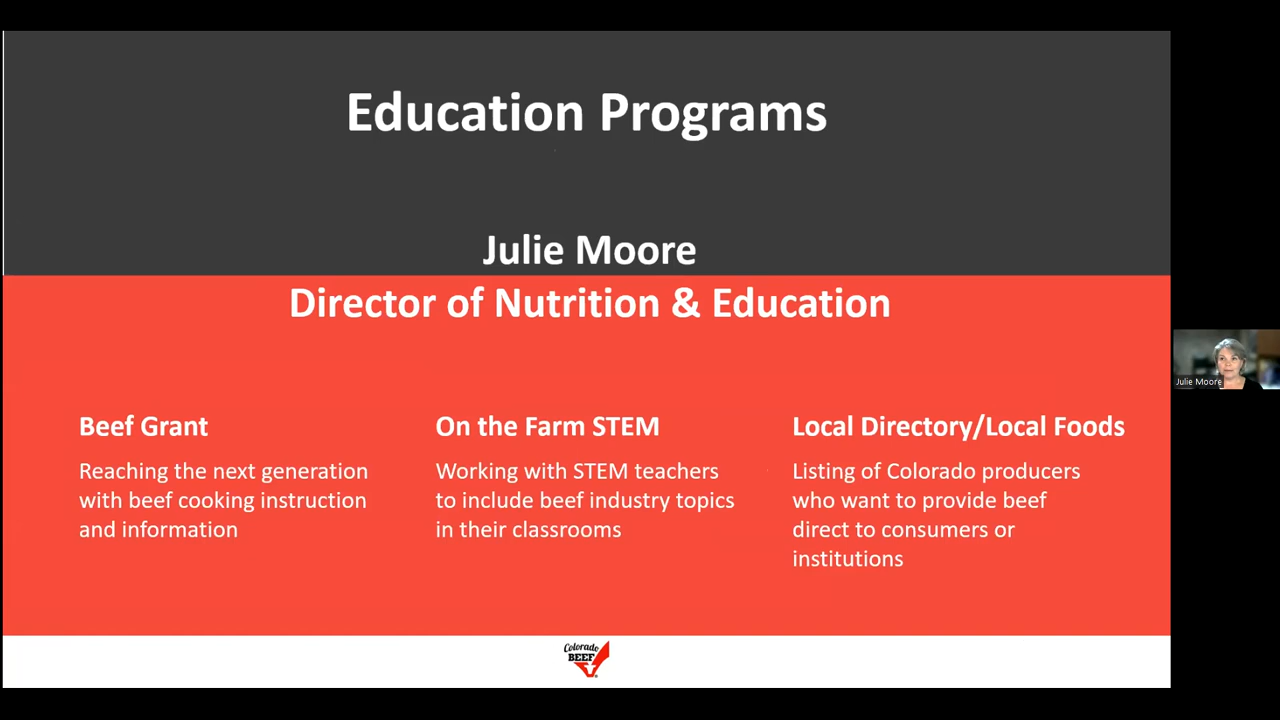 Education Programs
Julie Moore
Director of Nutrition & Education
Beef Grant
Reaching the next generation
with beef cooking instruction
and information
On the Farm STEM
Working with STEM teachers
to include beef industry topics
in their classrooms
Local Directory/Local Foods
Listing of Colorado producers
who want to provide beef
direct to consumers or
institutions
Julie Moore
Colorado
BEEF